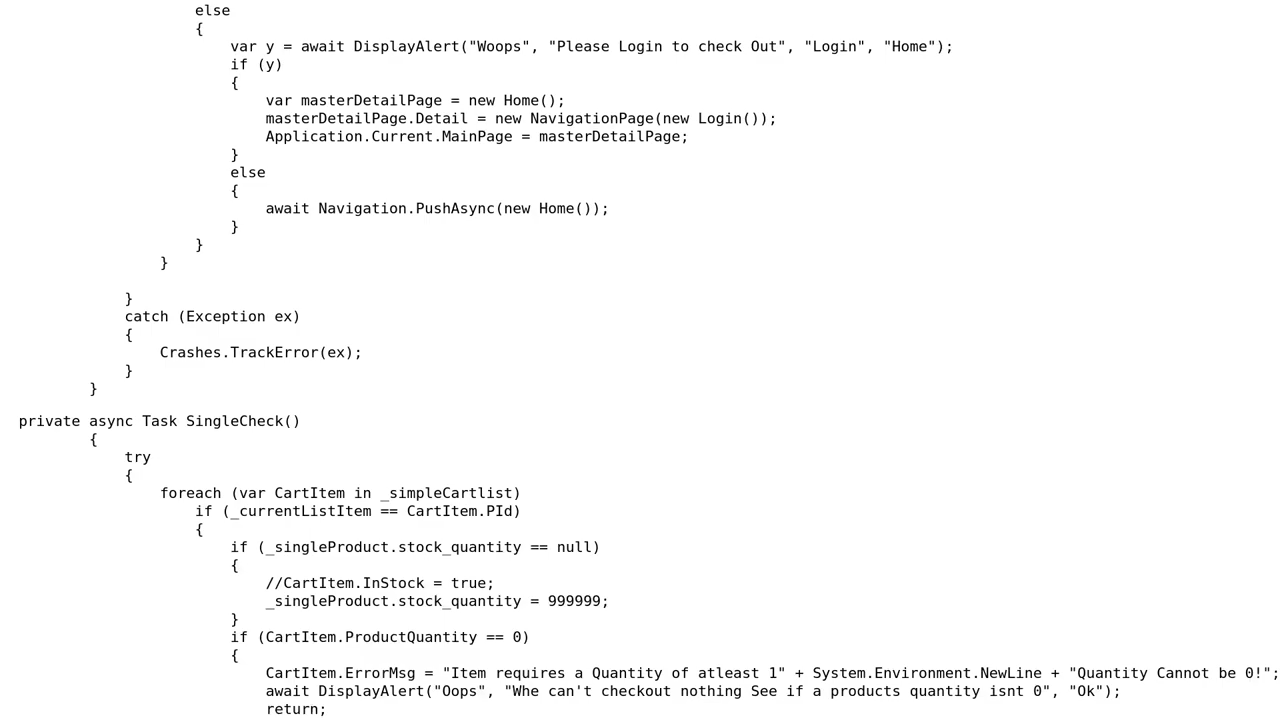 else
{
var y = await DisplayAlert("Woops", "Please Login to check Out", "Login", "Home");
if (y)
{
var masterDetailPage = new Home();
masterDetailPage.Detail = new NavigationPage(new Login());
Application.Current.MainPage = masterDetailPage;
}
else
{
await Navigation.PushAsync(new Home());
}
}
}
}
catch (Exception ex)
{
Crashes.TrackError(ex);
}
}
private async Task SingleCheck()
{
try
{
foreach (var CartItem in _simpleCartlist)
if (_currentListItem == CartItem.PId)
{
if (_singleProduct.stock_quantity == null)
{
//CartItem.InStock = true;
_singleProduct.stock_quantity = 999999;
}
if (CartItem.ProductQuantity == 0)
{
CartItem.ErrorMsg = "Item requires a Quantity of atleast 1" + System.Environment.NewLine + "Quantity Cannot be 0!";
await DisplayAlert("Oops", "Whe can't checkout nothing See if a products quantity isnt 0", "Ok");
return;